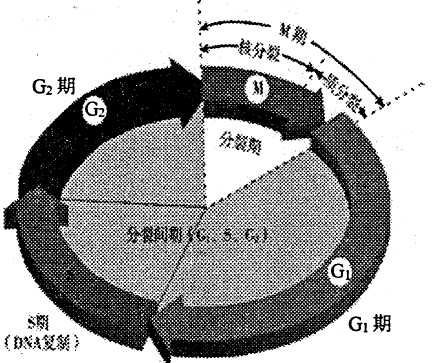 M期
核分裂
质分裂
G₂期
G₂
M
分裂期
分裂间期(G₁、S、G₂)
G₁
G₁期
S
S期
(DNA复制)